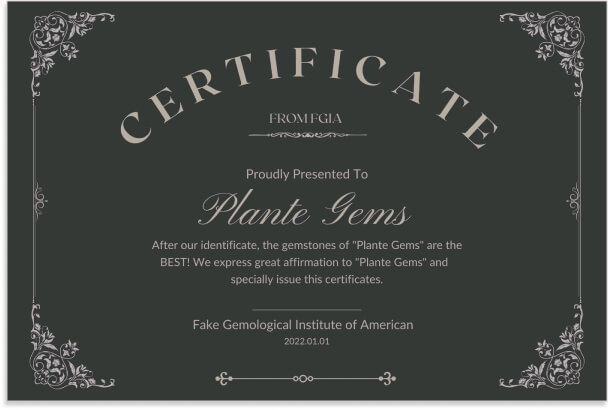 CERTIFICATE
FROM FGIA
Proudly Presented To
Plante Gems
After our identificate, the gemstones of "Plante Gems" are the
BEST! We express great affirmation to "Plante Gems" and
specially issue this certificates.
Fake Gemological Institute of American
2022.01.01